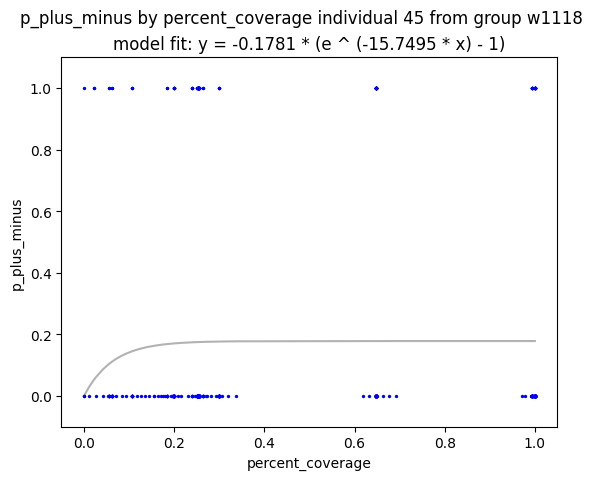 p_plus_minus by percent_coverage individual 45 from group w1118
model fit: y = -0.1781 * (e ^ (-15.7495 * x) - 1)
1.0
0.8
0.6
0.4
0.2
0.0
p_plus_minus
0.0 0.2 0.4 0.6 0.8 1.0
percent_coverage